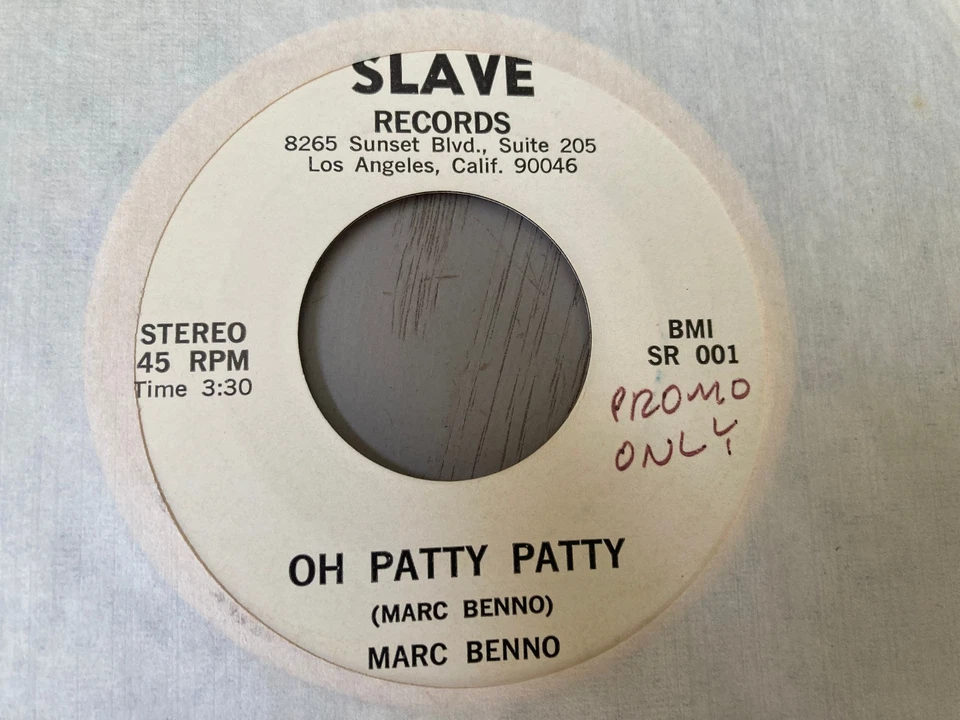 SLAVE
RECORDS
8265 Sunset Blvd., Suite 205
Los Angeles, Calif. 90046
STEREO
45 RPM
Time 3:30
BMI
SR 001
PROMO
ONLY
OH PATTY PATTY
(MARC BENNO)
MARC BENNO